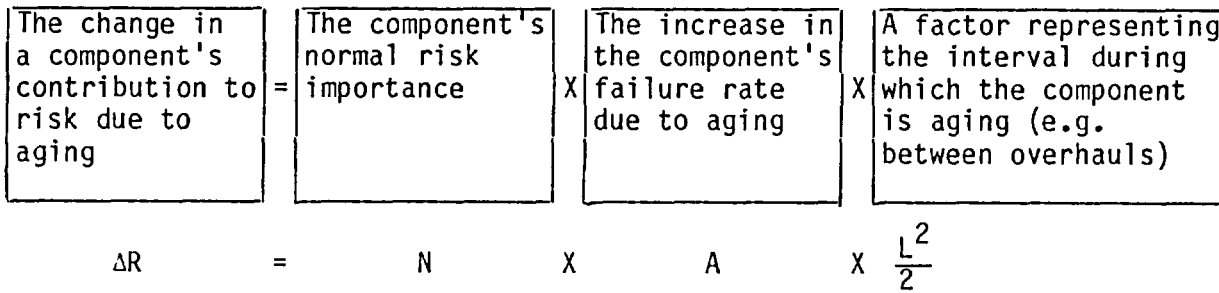 The change in a component's contribution to risk due to aging
=
The component's normal risk importance
X
The increase in the component's failure rate due to aging
X
A factor representing the interval during which the component is aging (e.g. between overhauls)
ΔR = N X A X L²/2